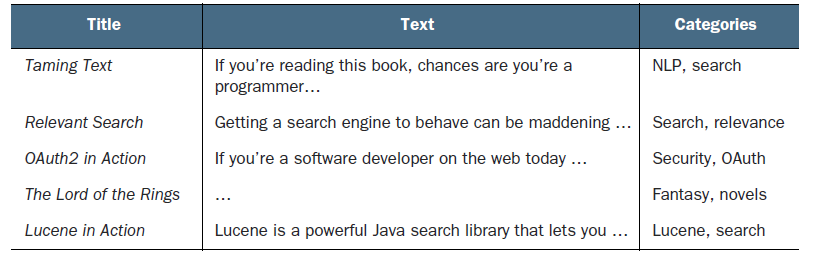 Title Text Categories
Taming Text If you’re reading this book, chances are you’re a NLP, search
programmer…
Relevant Search Getting a search engine to behave can be maddening … Search, relevance
OAuth2 in Action If you’re a software developer on the web today … Security, OAuth
The Lord of the Rings … Fantasy, novels
Lucene in Action Lucene is a powerful Java search library that lets you … Lucene, search